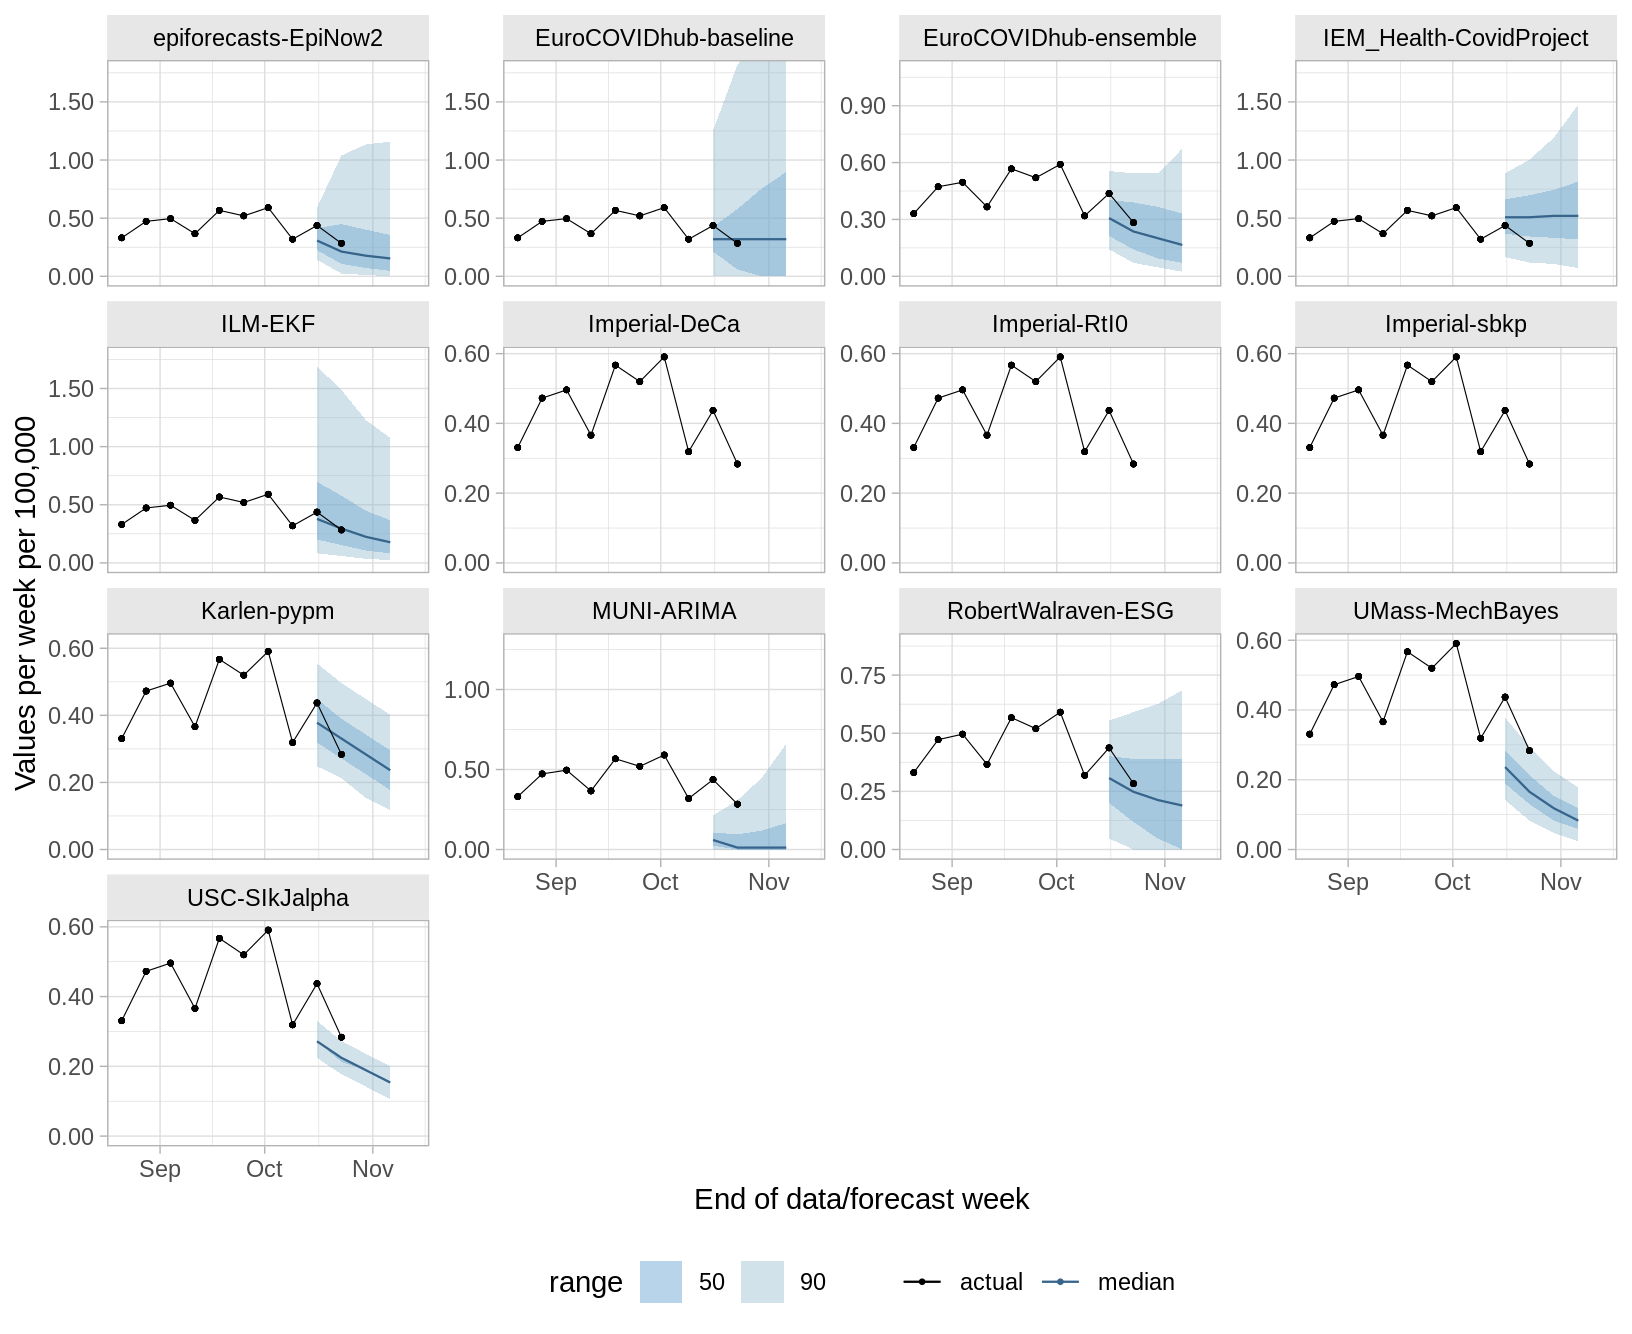 epiforecasts-EpiNow2 EuroCOVIDhub-baseline EuroCOVIDhub-ensemble IEM_Health-CovidProject
1.50 1.50 0.90 1.50
1.00 1.00 0.60 1.00
0.50 0.50 0.30 0.50
0.00 0.00 0.00 0.00
ILM-EKF Imperial-DeCa Imperial-RtI0 Imperial-sbkp
1.50 0.60 0.60 0.60
1.00 0.40 0.40 0.40
0.50 0.20 0.20 0.20
0.00 0.00 0.00 0.00
Values per week per 100,000
Karlen-pypm MUNI-ARIMA RobertWalraven-ESG UMass-MechBayes
0.60 1.00 0.75 0.60
0.40 0.50 0.50 0.40
0.20 0.00 0.25 0.20
0.00 0.00 0.00
Sep Oct Nov Sep Oct Nov Sep Oct Nov
USC-SIkJalpha
0.60
0.40
0.20
0.00
Sep Oct Nov
End of data/forecast week
range 50 90 actual median